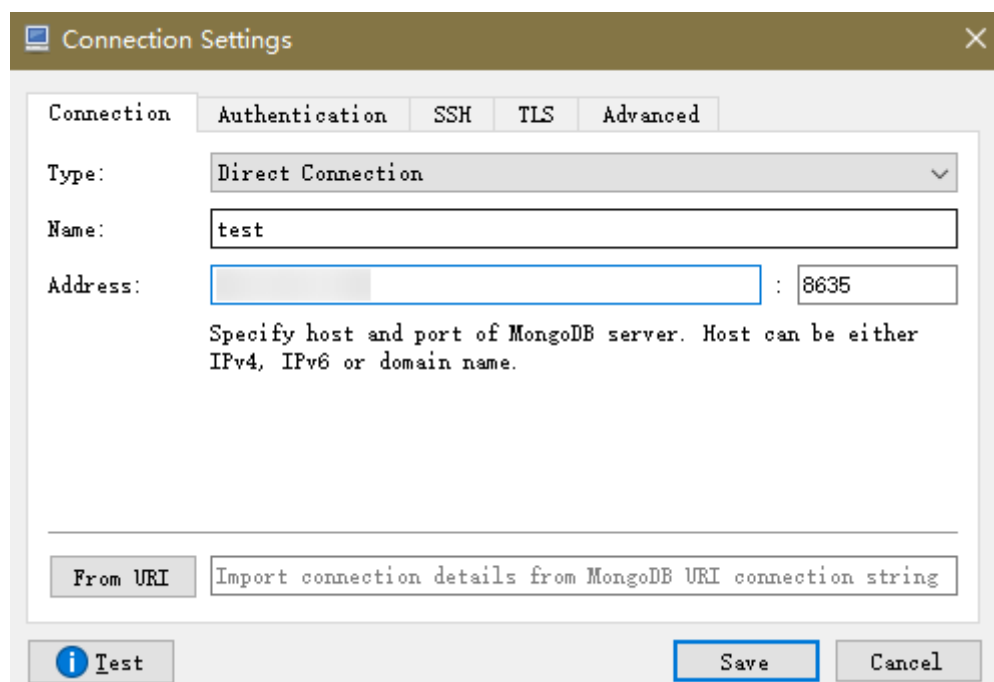 Connection Settings
Connection Authentication SSH TLS Advanced
Type: Direct Connection
Name: test
Address: : 8635
Specify host and port of MongoDB server. Host can be either
IPv4, IPv6 or domain name.
From URI Import connection details from MongoDB URI connection string
Test Save Cancel